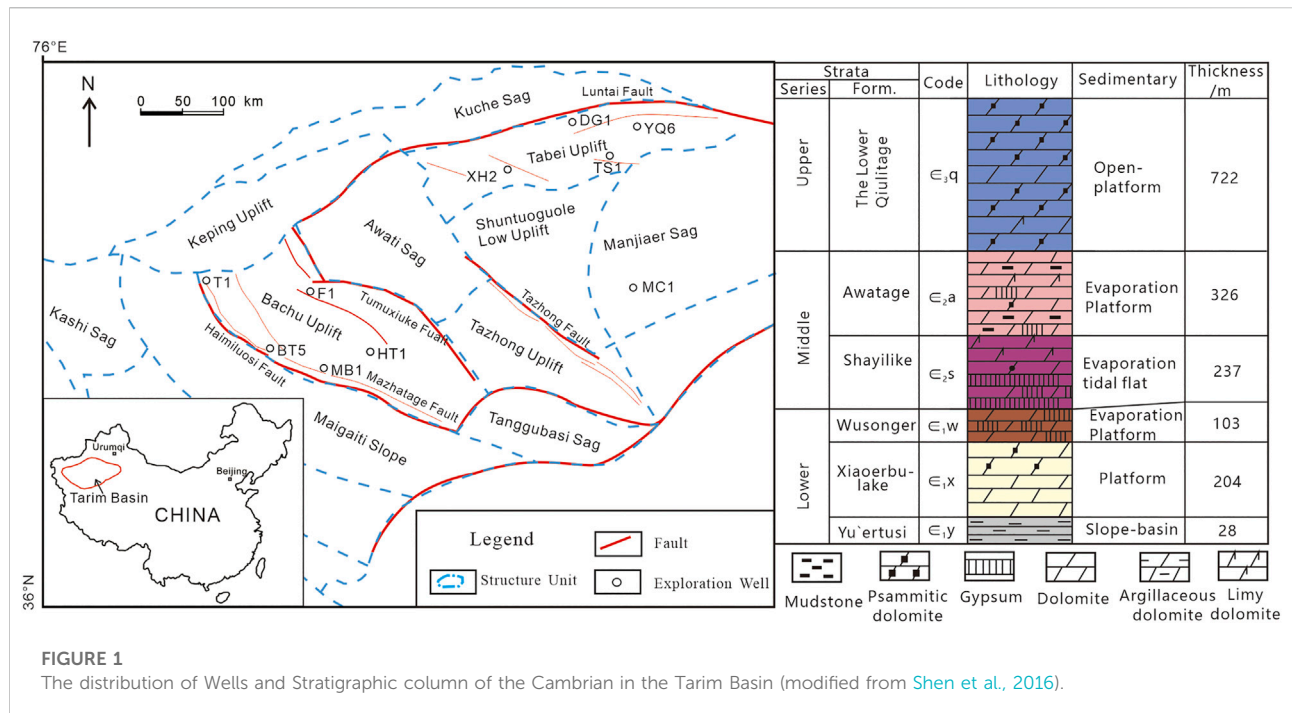 76°E
N
0 50 100 km
Kuche Sag
Luntai Fault
DG1
YQ6
Tabei Uplift
XH2
TS1
Keping Uplift
Awati Sag
Shuntuoguole
Low Uplift
Manjiaer Sag
MC1
T1
F1
Bachu Uplift
Tumuxiuke Fualt
Tazhong Fault
Kashi Sag
Haimiluosi Fault
BT5
HT1
MB1
Mazhatage Fault
Tazhong Uplift
Maigaiti Slope
Tanggubasi Sag
Urumqi
Beijing
Tarim Basin
CHINA
Legend
Fault
Structure Unit
Exploration Well
36°N
Strata
Series
Form.
Code
Lithology
Sedimentary
Thickness
/m
Upper
The Lower
Qiulitage
∈₃q
Open-
platform
722
Middle
Awatage
∈₂a
Evaporation
Platform
326
Shayilike
∈₂s
Evaporation
tidal flat
237
Lower
Wusonger
∈₁w
Evaporation
Platform
103
Xiaoerbu-
lake
∈₁x
Platform
204
Yu`ertusi
∈₁y
Slope-basin
28
Mudstone
Psammitic
dolomite
Gypsum
Dolomite
Argillaceous
dolomite
Limy
dolomite
FIGURE 1
The distribution of Wells and Stratigraphic column of the Cambrian in the Tarim Basin (modified from Shen et al., 2016).